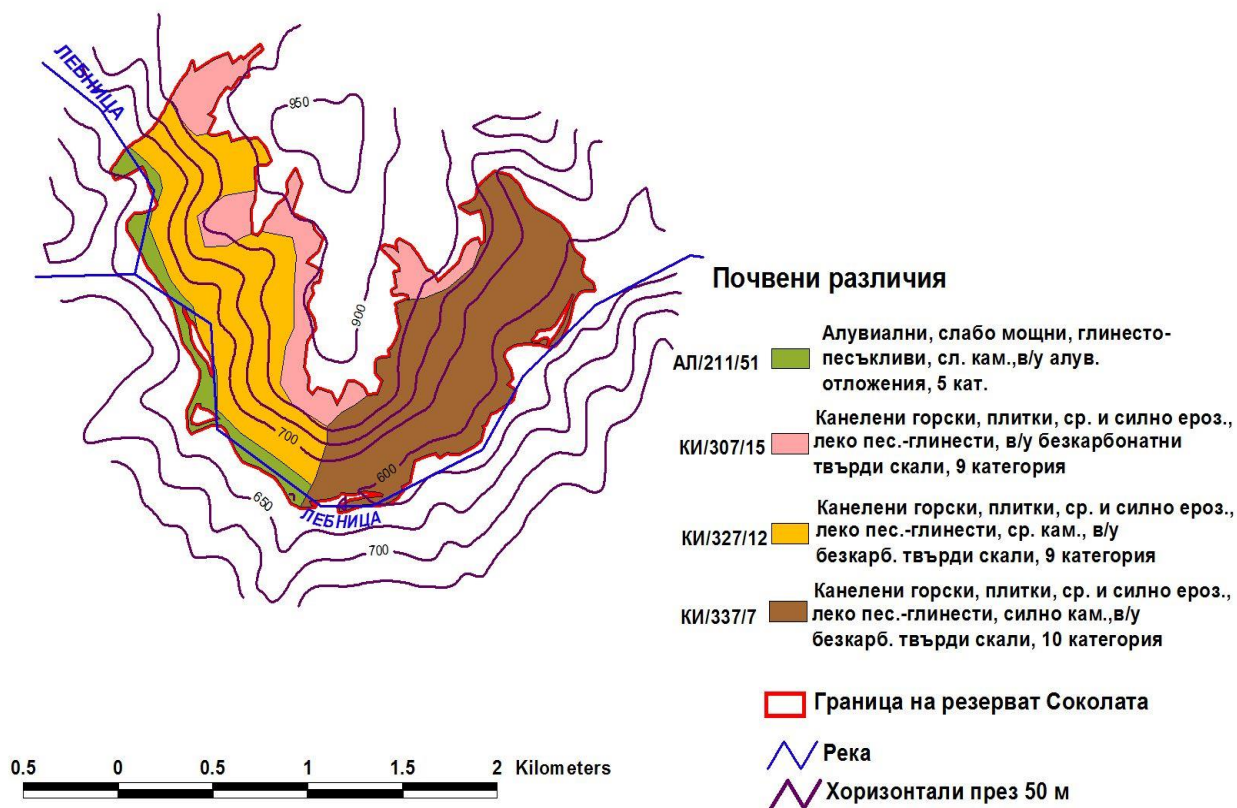 ЛЕБНИЦА
950
900
700
600
650
ЛЕБНИЦА
700
Почвени различия
АЛ/211/51
Алувиални, слабо мощни, глинесто-
песъкливи, сл. кам.,в/у алув.
отложения, 5 кат.
КИ/307/15
Канелени горски, плитки, ср. и силно ероз.,
леко пес.-глинести, в/у безкарбонатни
твърди скали, 9 категория
КИ/327/12
Канелени горски, плитки, ср. и силно ероз.,
леко пес.-глинести, ср. кам., в/у
безкарб. твърди скали, 9 категория
КИ/337/7
Канелени горски, плитки, ср. и силно ероз.,
леко пес.-глинести, силно кам.,в/у
безкарб. твърди скали, 10 категория
Граница на резерват Соколата
Река
Хоризонтали през 50 м
0.5 0 0.5 1 1.5 2 Kilometers